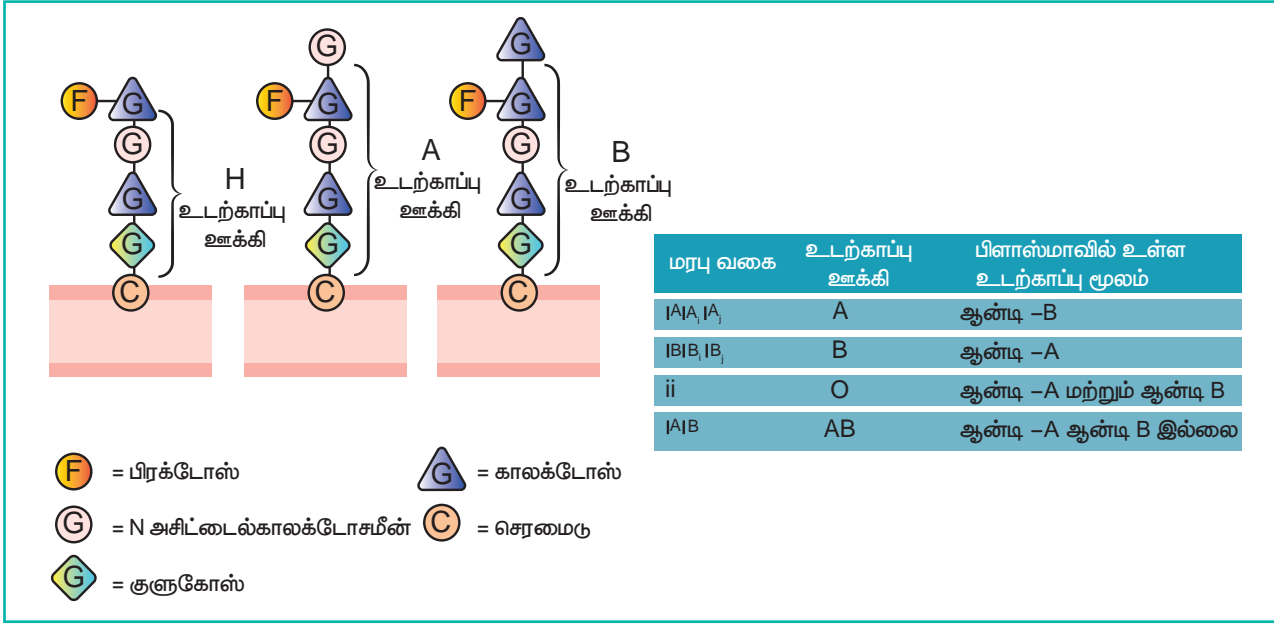 G
G
F
G
F
G
F
G
G
G
G
H
உடற்காப்பு
ஊக்கி
A
உடற்காப்பு
ஊக்கி
B
உடற்காப்பு
ஊக்கி
G
G
G
G
G
G
C
C
C
மரபு வகை
உடற்காப்பு
ஊக்கி
பிளாஸ்மாவில் உள்ள
உடற்காப்பு மூலம்
IAIA, IA
i j
A
ஆன்டி –B
IBIB, IB
i j
B
ஆன்டி –A
ii
O
ஆன்டி –A மற்றும் ஆன்டி B
IAIB
AB
ஆன்டி –A ஆன்டி B இல்லை
F = பிரக்டோஸ்
G = காலக்டோஸ்
G = N அசிட்டைல்காலக்டோசமீன்
C = செரமைடு
G = குளுகோஸ்